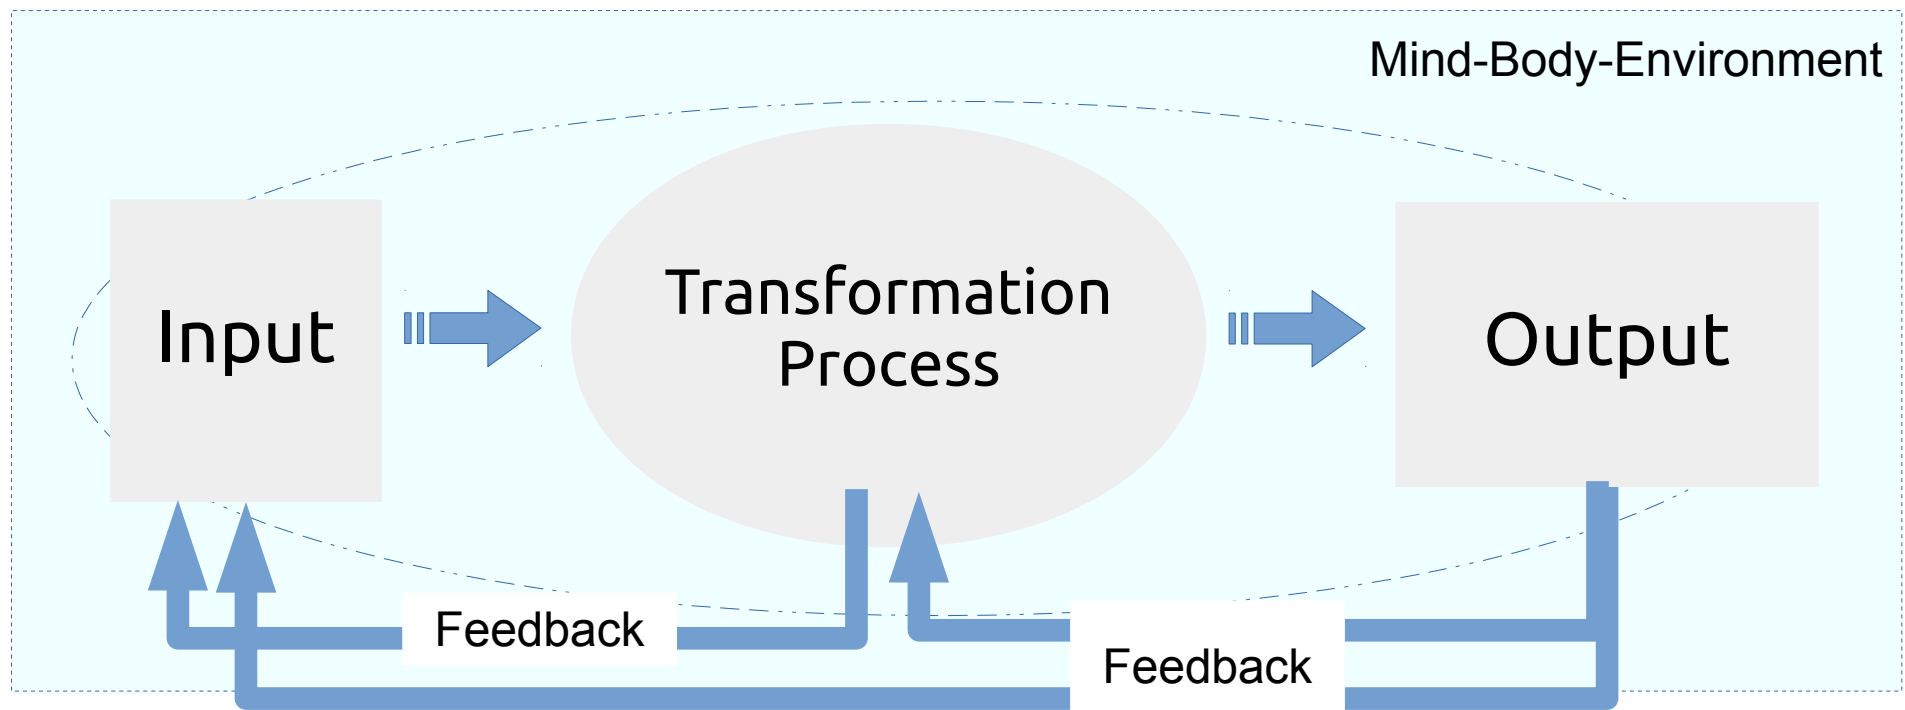 Mind-Body-Environment
Input
Transformation
Process
Output
Feedback
Feedback